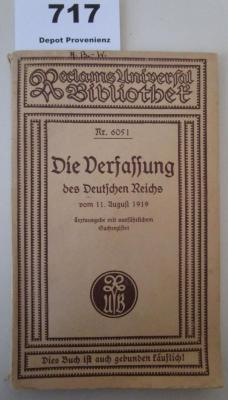 717
Depot Provenienz
Reclams Universal
Bibliothek
Nr. 6051
Die Verfassung
des Deutschen Reichs
vom 11. August 1919
Textausgabe mit ausführlichem
Sachregister
UB
Dies Buch ist auch gebunden käuflich!